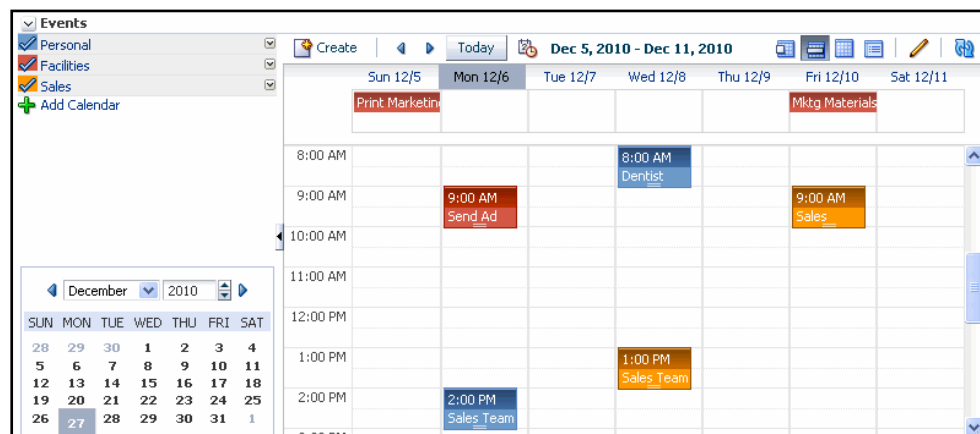 Events
Personal
Facilities
Sales
Add Calendar
Create Today Dec 5, 2010 - Dec 11, 2010
Sun 12/5 Mon 12/6 Tue 12/7 Wed 12/8 Thu 12/9 Fri 12/10 Sat 12/11
Print Marketin Mktg Materials
8:00 AM 8:00 AM
Dentist
9:00 AM 9:00 AM 9:00 AM
Send Ad Sales
10:00 AM
11:00 AM
12:00 PM
1:00 PM 1:00 PM
Sales Team
2:00 PM 2:00 PM
Sales Team
December 2010
SUN MON TUE WED THU FRI SAT
28 29 30 1 2 3 4
5 6 7 8 9 10 11
12 13 14 15 16 17 18
19 20 21 22 23 24 25
26 27 28 29 30 31 1